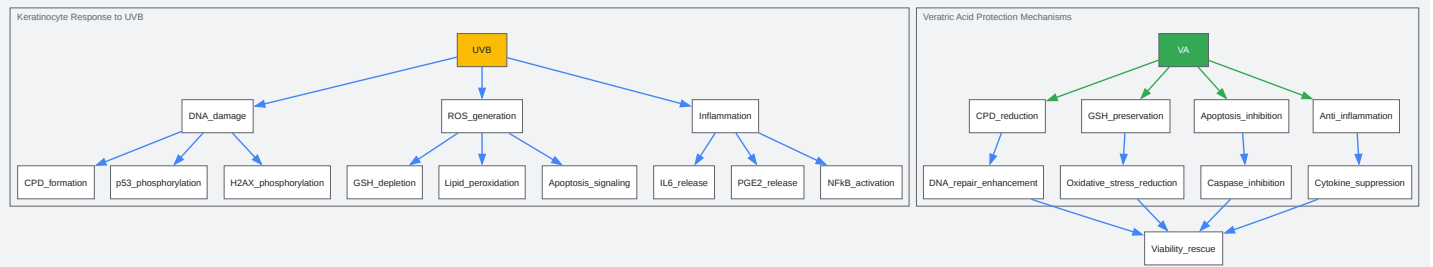 Keratinocyte Response to UVB
Veratric Acid Protection Mechanisms
UVB
VA
DNA_damage
ROS_generation
Inflammation
CPD_reduction
GSH_preservation
Apoptosis_inhibition
Anti_inflammation
CPD_formation
p53_phosphorylation
H2AX_phosphorylation
GSH_depletion
Lipid_peroxidation
Apoptosis_signaling
IL6_release
PGE2_release
NFkB_activation
DNA_repair_enhancement
Oxidative_stress_reduction
Caspase_inhibition
Cytokine_suppression
Viability_rescue